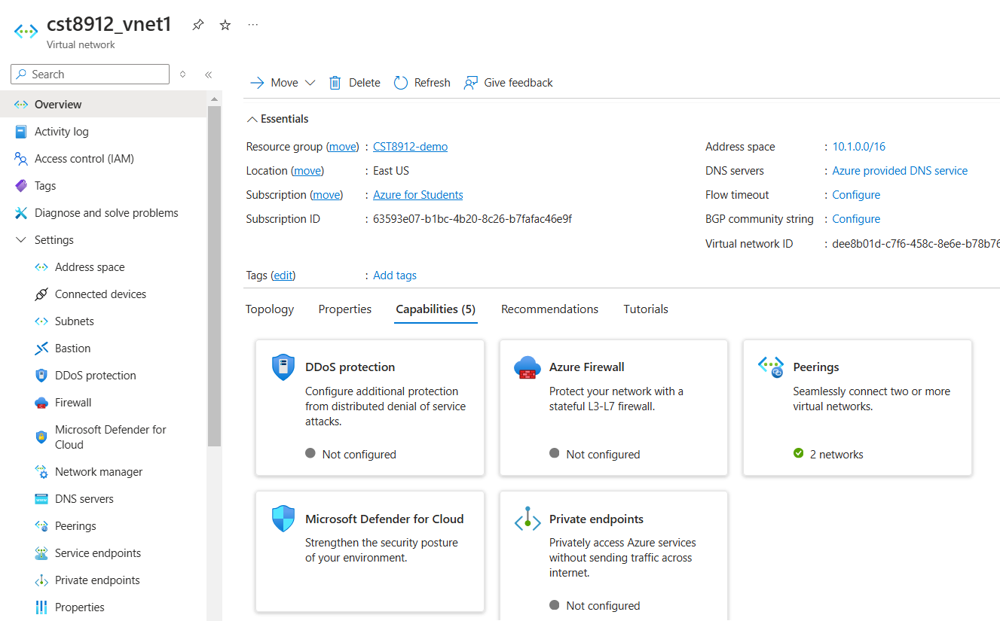 cst8912_vnet1
Virtual network
Search
Overview
Activity log
Access control (IAM)
Tags
Diagnose and solve problems
Settings
Address space
Connected devices
Subnets
Bastion
DDoS protection
Firewall
Microsoft Defender for
Cloud
Network manager
DNS servers
Peerings
Service endpoints
Private endpoints
Properties
Move
Delete
Refresh
Give feedback
Essentials
Resource group (move) : CST8912-demo
Location (move) : East US
Subscription (move) : Azure for Students
Subscription ID : 63593e07-b1bc-4b20-8c26-b7fafac46e9f
Address space : 10.1.0.0/16
DNS servers : Azure provided DNS service
Flow timeout : Configure
BGP community string : Configure
Virtual network ID : dee8b01d-c7f6-458c-8e6e-b78b76
Tags (edit) : Add tags
Topology
Properties
Capabilities (5)
Recommendations
Tutorials
DDoS protection
Configure additional protection
from distributed denial of service
attacks.
Not configured
Azure Firewall
Protect your network with a
stateful L3-L7 firewall.
Not configured
Peerings
Seamlessly connect two or more
virtual networks.
2 networks
Microsoft Defender for Cloud
Strengthen the security posture
of your environment.
Private endpoints
Privately access Azure services
without sending traffic across
internet.
Not configured